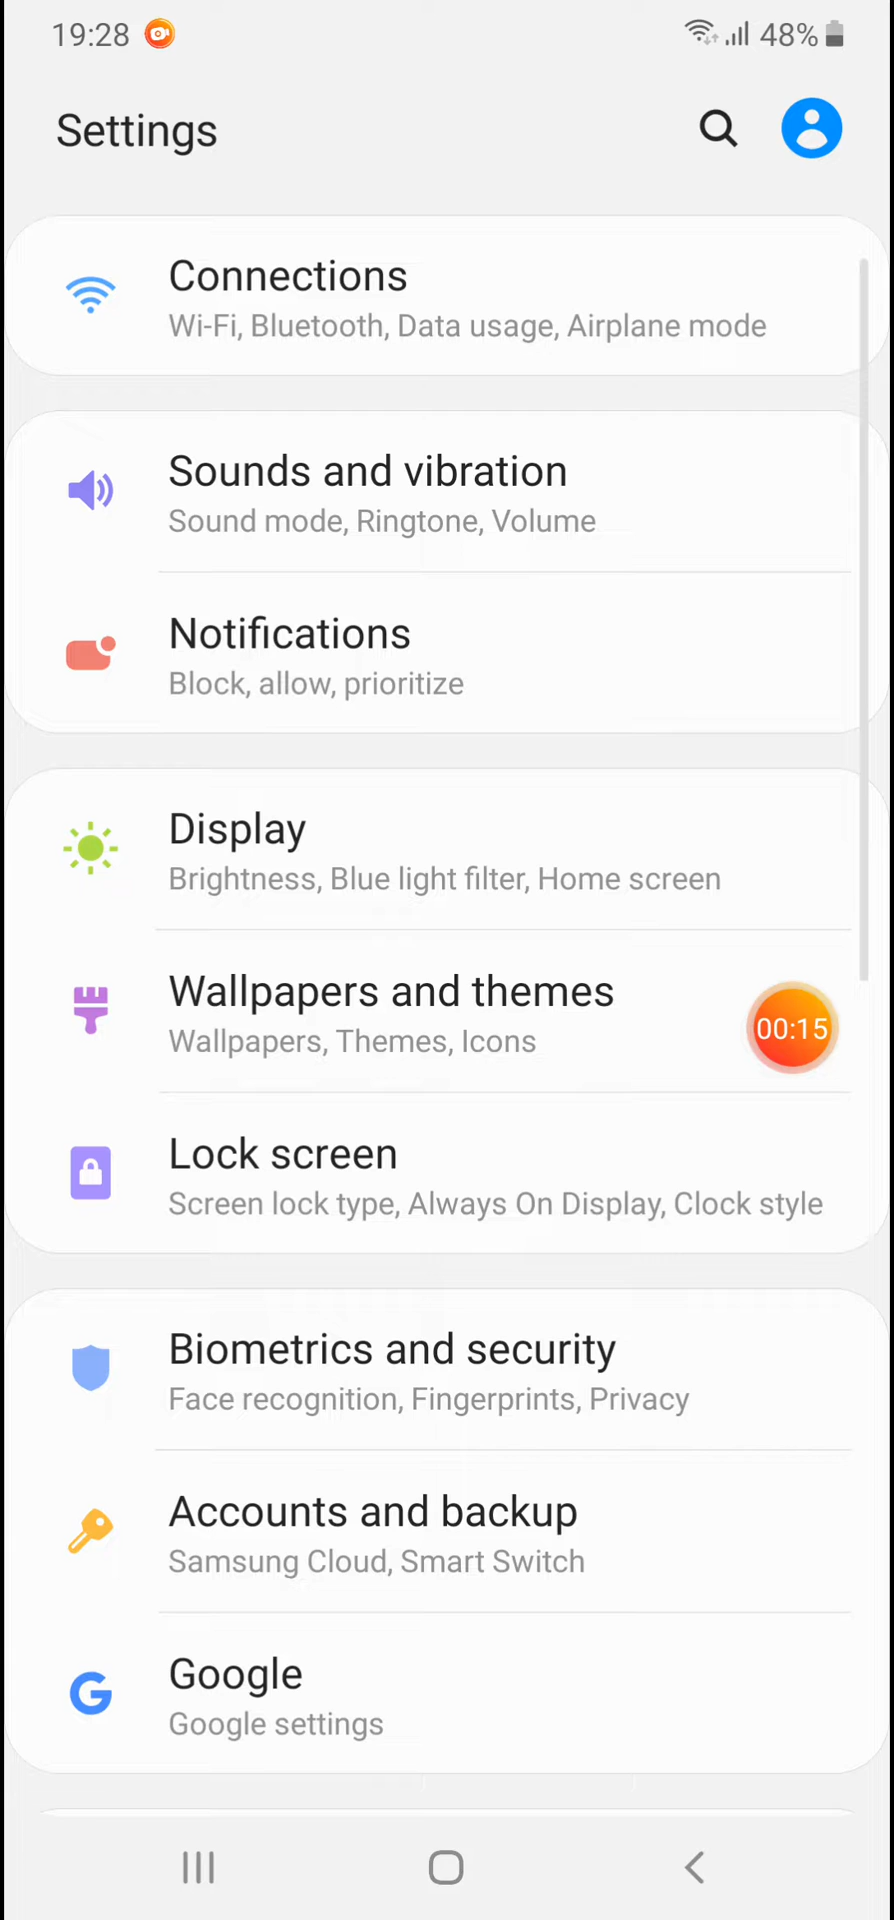 19:28 48%
Settings
Connections
Wi-Fi, Bluetooth, Data usage, Airplane mode
Sounds and vibration
Sound mode, Ringtone, Volume
Notifications
Block, allow, prioritize
Display
Brightness, Blue light filter, Home screen
Wallpapers and themes
Wallpapers, Themes, Icons
00:15
Lock screen
Screen lock type, Always On Display, Clock style
Biometrics and security
Face recognition, Fingerprints, Privacy
Accounts and backup
Samsung Cloud, Smart Switch
Google
Google settings